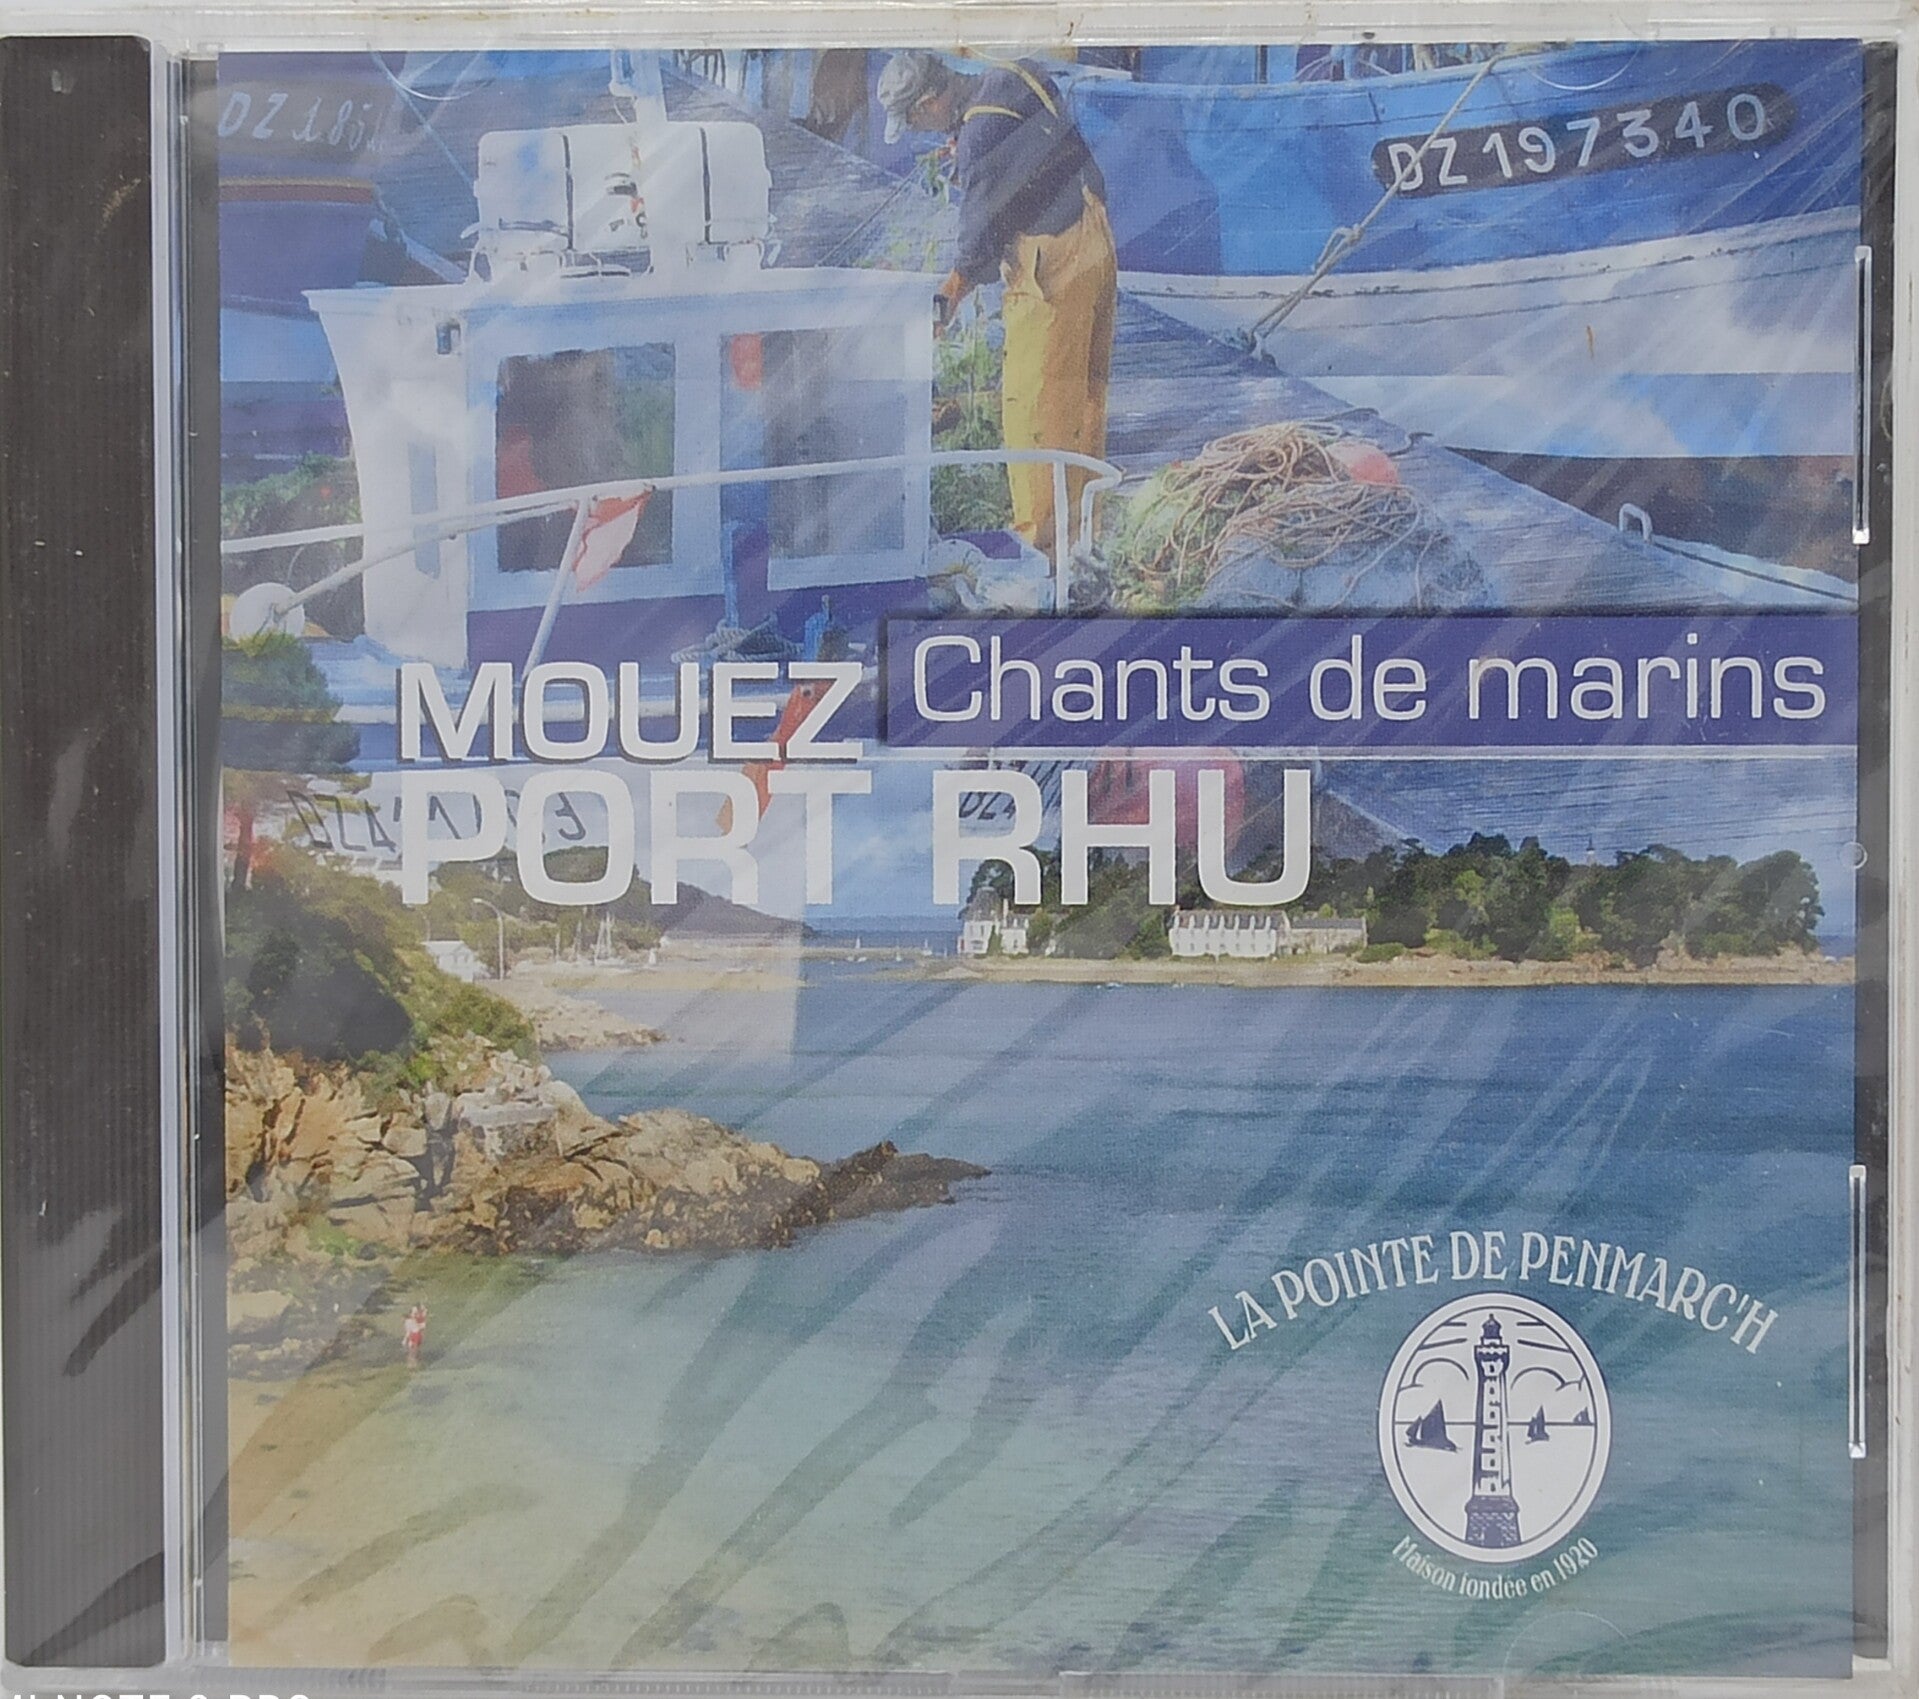 DZ 197340
Chants de marins
MOUEZ
PORT RHU
LA POINTE DE PENMARC'H
Maison fondée en 1920